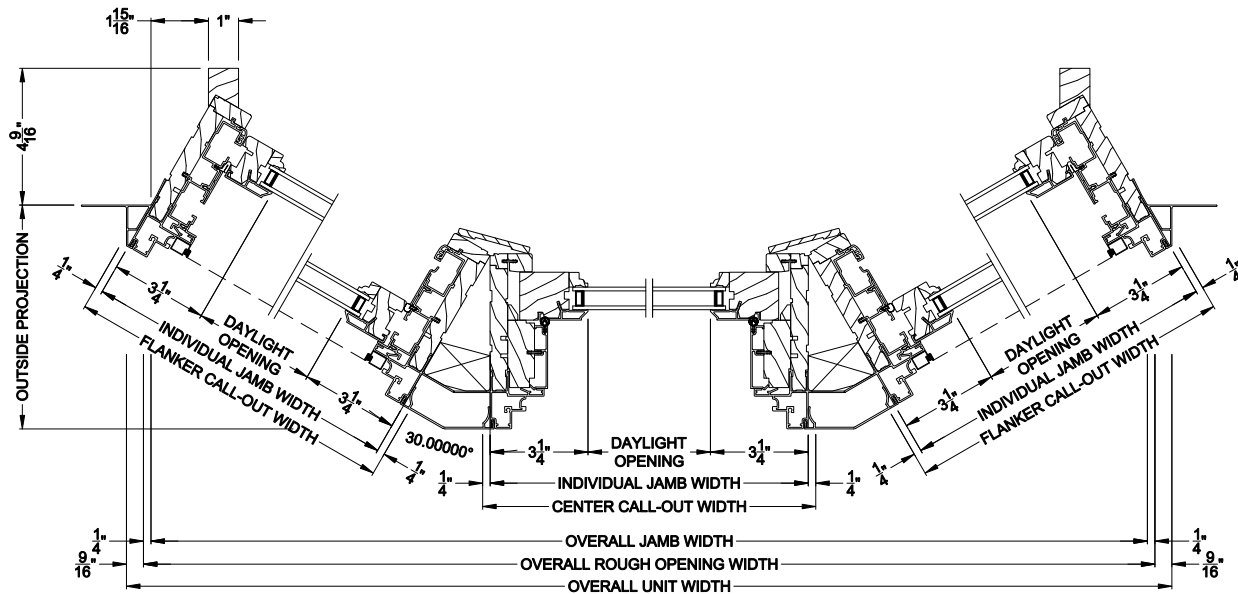 1 15/16" 1"
4 9/16"
OUTSIDE PROJECTION
1/4"
3 1/4"
DAYLIGHT
OPENING
3 1/4"
INDIVIDUAL JAMB WIDTH
FLANKER CALL-OUT WIDTH
1/4"
30.00000°
1/4"
3 1/4"
DAYLIGHT
OPENING
3 1/4"
INDIVIDUAL JAMB WIDTH
1/4"
CENTER CALL-OUT WIDTH
1/4"
3 1/4"
DAYLIGHT
OPENING
3 1/4"
INDIVIDUAL JAMB WIDTH
FLANKER CALL-OUT WIDTH
1/4"
1/4" OVERALL JAMB WIDTH 1/4"
9/16" OVERALL ROUGH OPENING WIDTH 9/16"
OVERALL UNIT WIDTH